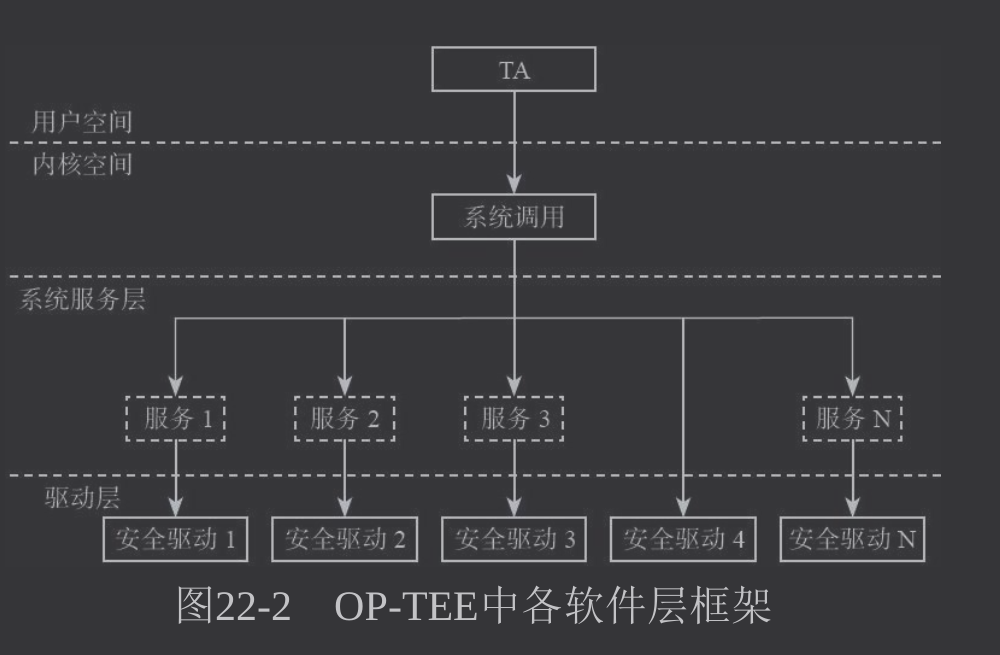 TA
用户空间
内核空间
系统调用
系统服务层
服务 1
服务 2
服务 3
服务 N
驱动层
安全驱动 1
安全驱动 2
安全驱动 3
安全驱动 4
安全驱动 N
图22-2 OP-TEE中各软件层框架